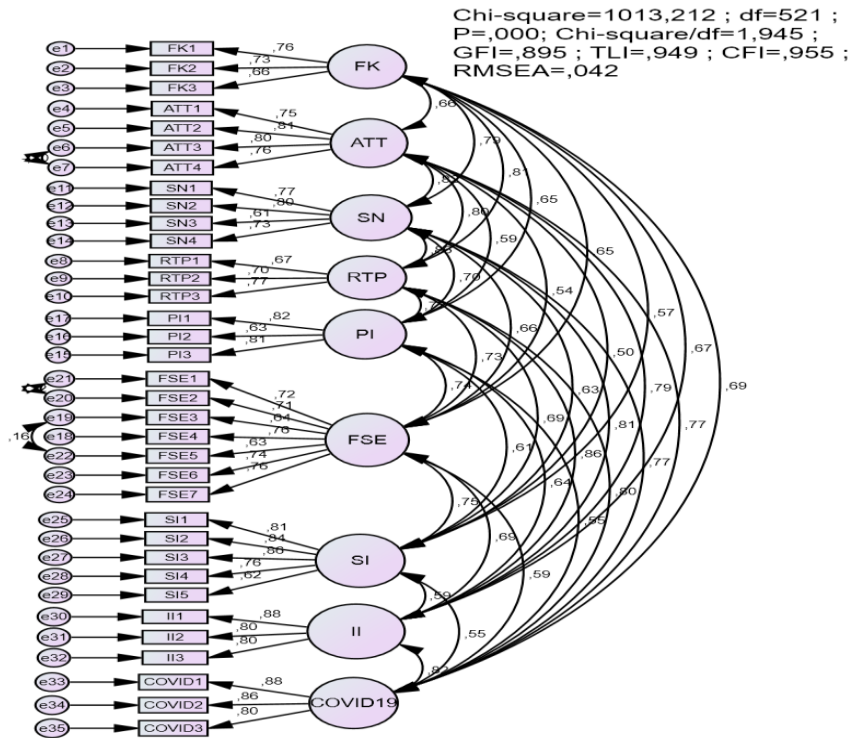 Chi-square=1013,212 ; df=521 ;
P=,000; Chi-square/df=1,945 ;
GFI=,895 ; TLI=,949 ; CFI=,955 ;
RMSEA=,042
e1 FK1 ,76 FK
e2 FK2 ,73
e3 FK3 ,66
,66
e4 ATT1 ,75
e5 ATT2 ,81 ATT
e6 ATT3 ,80
e7 ATT4 ,76
,79
,81
,65
e11 SN1 ,77
e12 SN2 ,80 SN
e13 SN3 ,61
e14 SN4 ,73
,80
,59
,65
e8 RTP1 ,67
e9 RTP2 ,70 RTP
e10 RTP3 ,77
,70
,54
e17 PI1 ,82
e16 PI2 ,63 PI
e15 PI3 ,81
,66
,57
,73
,50
,67
e21 FSE1 ,72
e20 FSE2 ,71
e19 FSE3 ,64
,16 e18 FSE4 ,76 FSE
e22 FSE5 ,63
e23 FSE6 ,74
e24 FSE7 ,76
,74
,63
,79
,69
,69
,81
,77
,61
,86
,77
,64
,80
,75
e25 SI1 ,81
e26 SI2 ,84
e27 SI3 ,80 SI
e28 SI4 ,76
e29 SI5 ,62
,55
,69
,59
,59
e30 II1 ,88
e31 II2 ,80 II
e32 II3 ,80
,55
e33 COVID1 ,88
e34 COVID2 ,86 COVID19
e35 COVID3 ,80